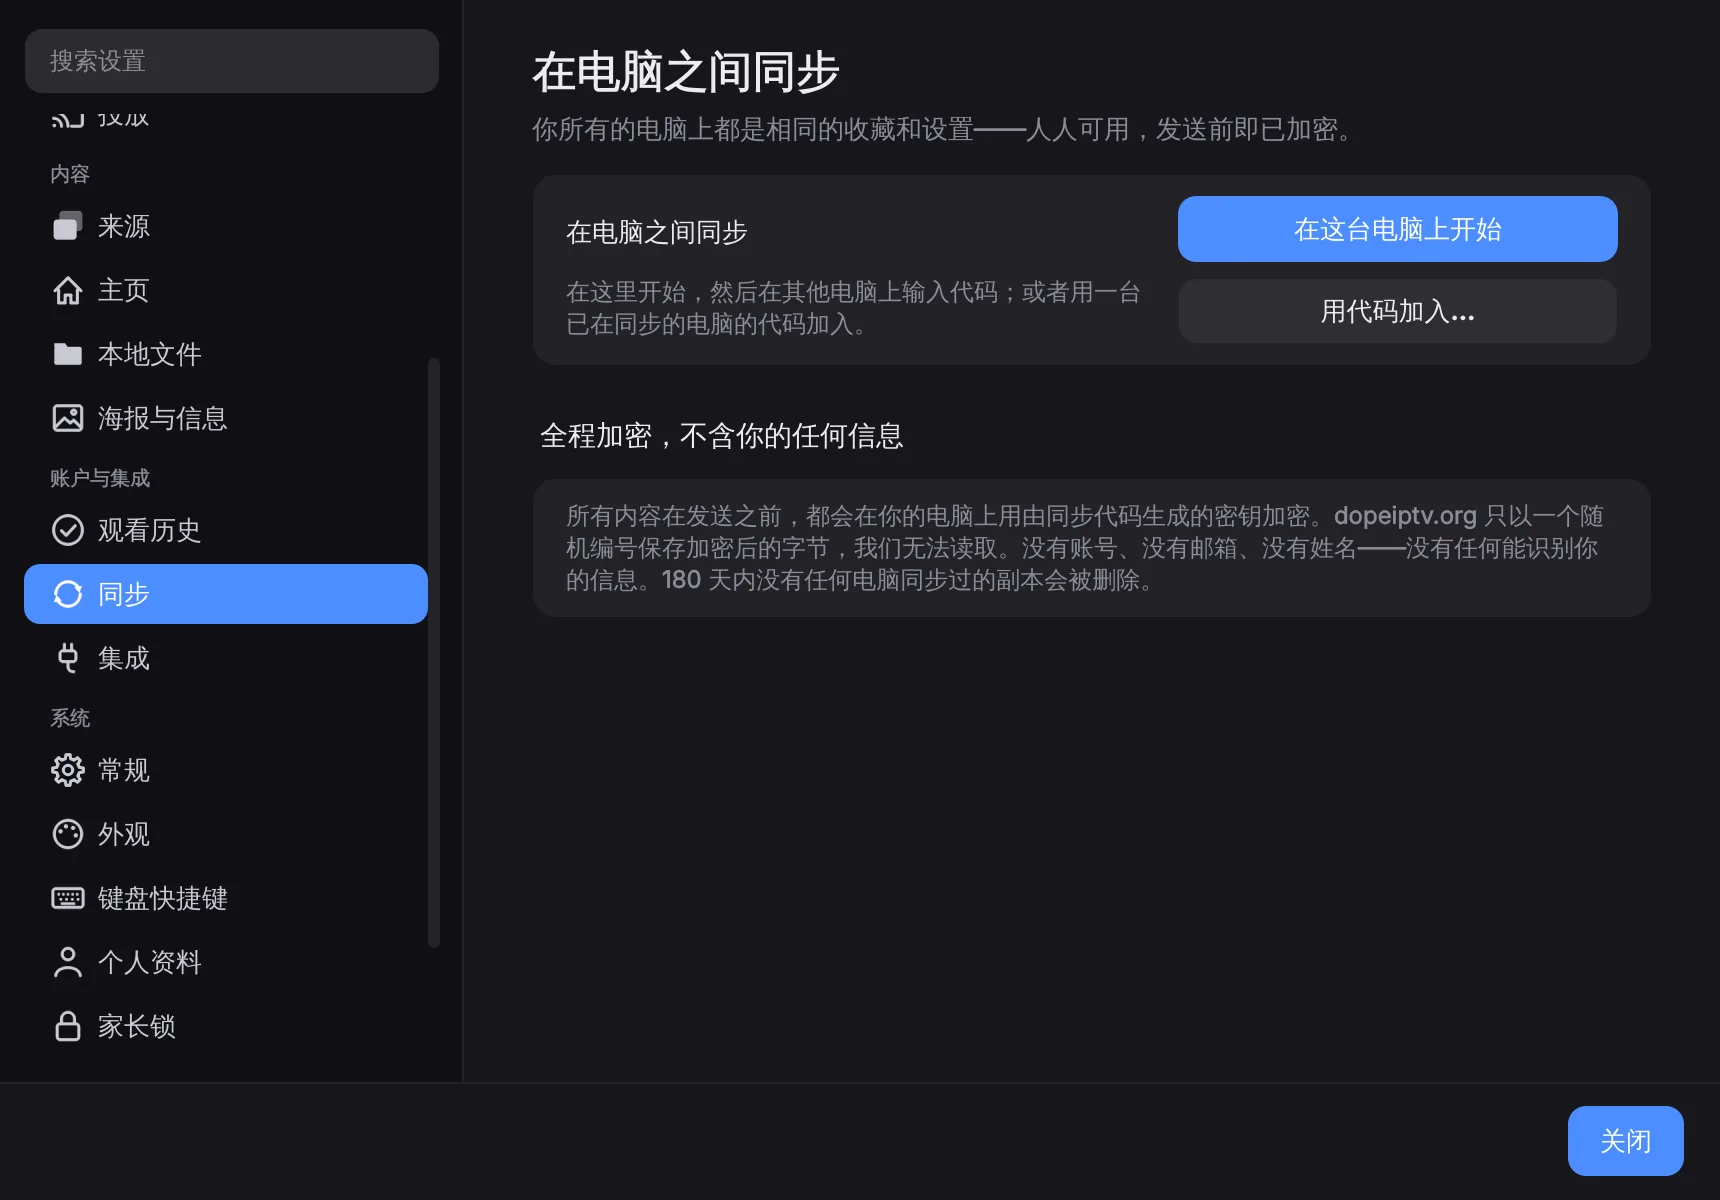 搜索设置
投放
内容
来源
主页
本地文件
海报与信息
账户与集成
观看历史
同步
集成
系统
常规
外观
键盘快捷键
个人资料
家长锁
在电脑之间同步
你所有的电脑上都是相同的收藏和设置——人人可用，发送前即已加密。
在电脑之间同步
在这里开始，然后在其他电脑上输入代码；或者用一台
已在同步的电脑的代码加入。
在这台电脑上开始
用代码加入...
全程加密，不含你的任何信息
所有内容在发送之前，都会在你的电脑上用由同步代码生成的密钥加密。dopeiptv.org 只以一个随
机编号保存加密后的字节，我们无法读取。没有账号、没有邮箱、没有姓名——没有任何能识别你
的信息。180 天内没有任何电脑同步过的副本会被删除。
关闭